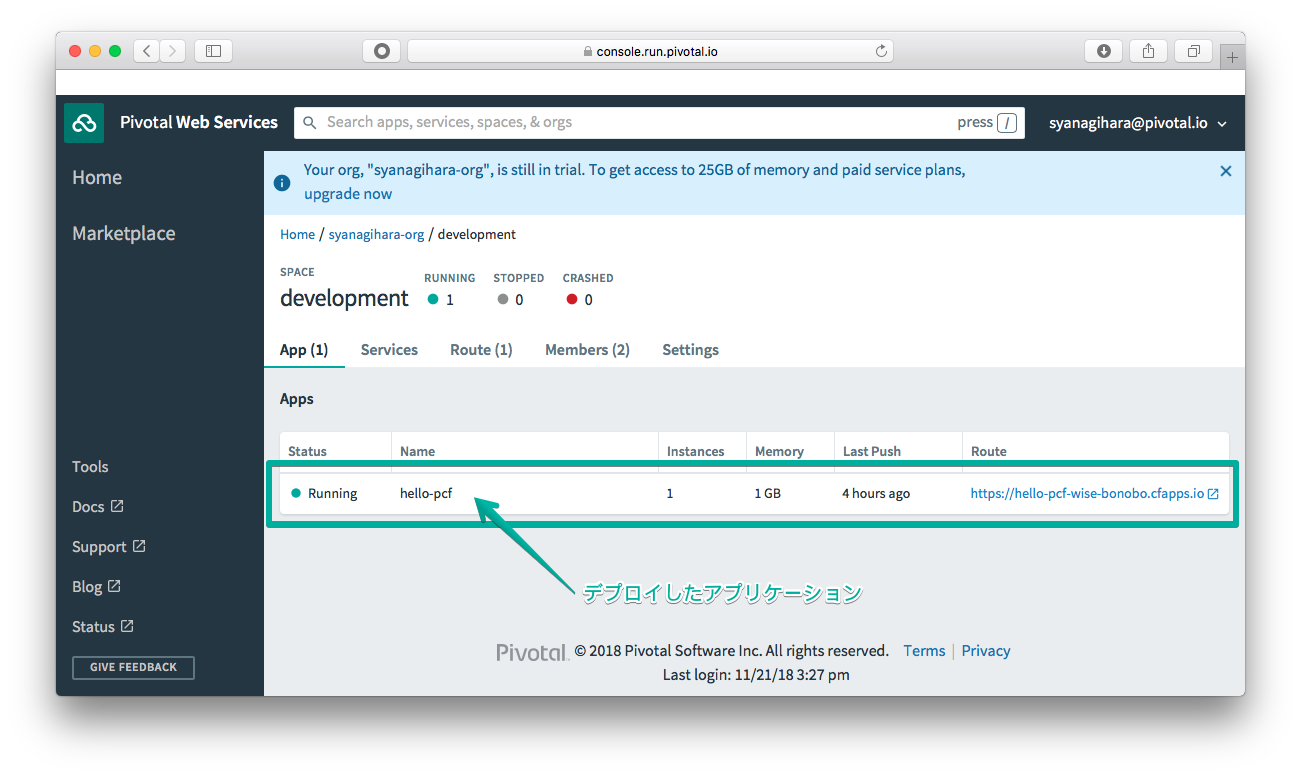 console.run.pivotal.io
Pivotal Web Services
Search apps, services, spaces, & orgs
press /
syanagihara@pivotal.io
Home
Marketplace
Tools
Docs
Support
Blog
Status
GIVE FEEDBACK
Your org, "syanagihara-org", is still in trial. To get access to 25GB of memory and paid service plans,
upgrade now
Home / syanagihara-org / development
SPACE
development
RUNNING STOPPED CRASHED
1 0 0
App (1) Services Route (1) Members (2) Settings
Apps
Status Name Instances Memory Last Push Route
Running hello-pcf 1 1 GB 4 hours ago https://hello-pcf-wise-bonobo.cfapps.io
デプロイしたアプリケーション
Pivotal. © 2018 Pivotal Software Inc. All rights reserved. Terms | Privacy
Last login: 11/21/18 3:27 pm